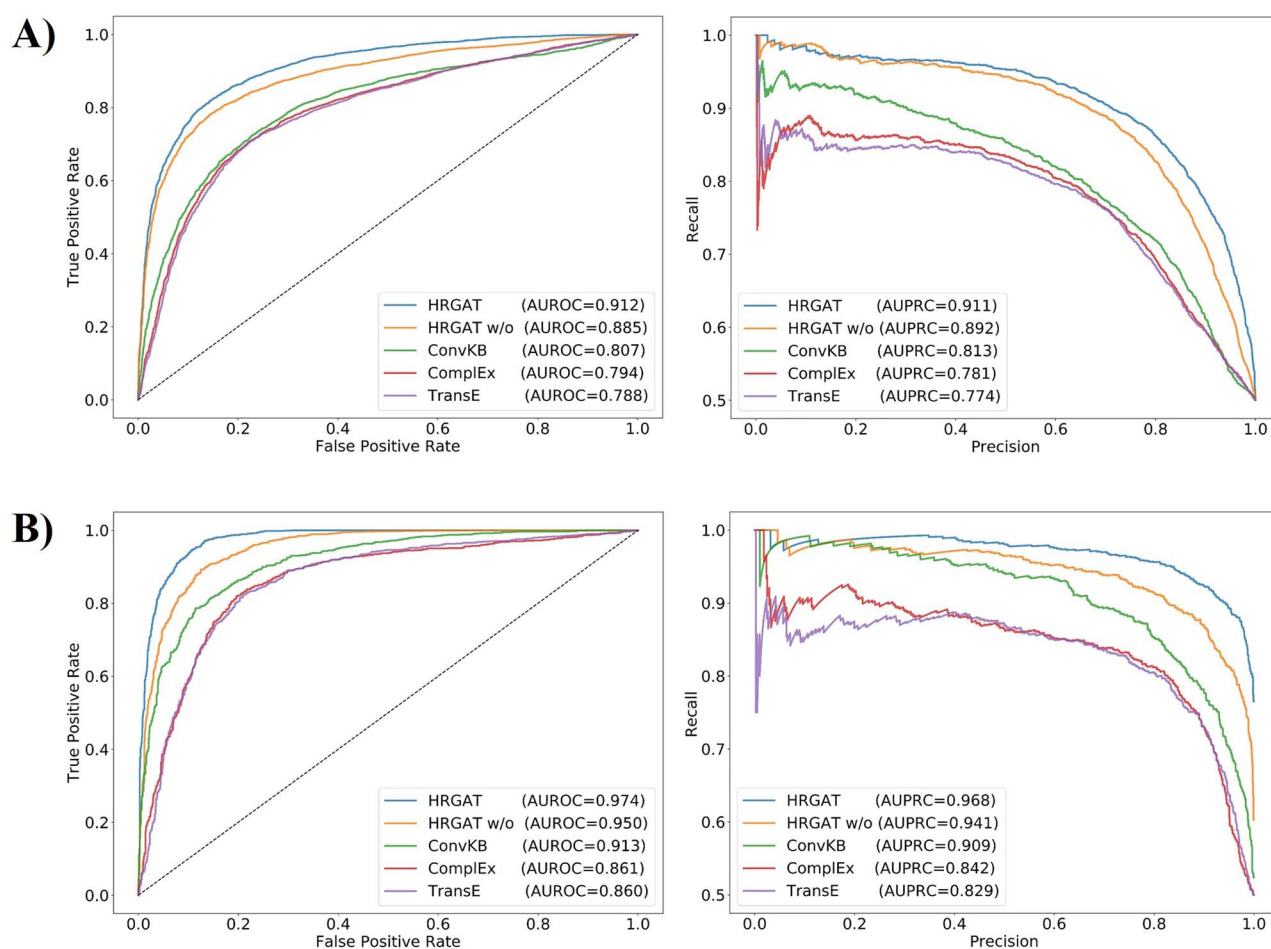 A)
1.0
0.8
0.6
0.4
0.2
0.0
True Positive Rate
HRGAT (AUROC=0.912)
HRGAT w/o (AUROC=0.885)
ConvKB (AUROC=0.807)
ComplEx (AUROC=0.794)
TransE (AUROC=0.788)
0.0 0.2 0.4 0.6 0.8 1.0
False Positive Rate
1.0
0.9
0.8
0.7
0.6
0.5
Recall
HRGAT (AUPRC=0.911)
HRGAT w/o (AUPRC=0.892)
ConvKB (AUPRC=0.813)
ComplEx (AUPRC=0.781)
TransE (AUPRC=0.774)
0.0 0.2 0.4 0.6 0.8 1.0
Precision
B)
1.0
0.8
0.6
0.4
0.2
0.0
True Positive Rate
HRGAT (AUROC=0.974)
HRGAT w/o (AUROC=0.950)
ConvKB (AUROC=0.913)
ComplEx (AUROC=0.861)
TransE (AUROC=0.860)
0.0 0.2 0.4 0.6 0.8 1.0
False Positive Rate
1.0
0.9
0.8
0.7
0.6
0.5
Recall
HRGAT (AUPRC=0.968)
HRGAT w/o (AUPRC=0.941)
ConvKB (AUPRC=0.909)
ComplEx (AUPRC=0.842)
TransE (AUPRC=0.829)
0.0 0.2 0.4 0.6 0.8 1.0
Precision